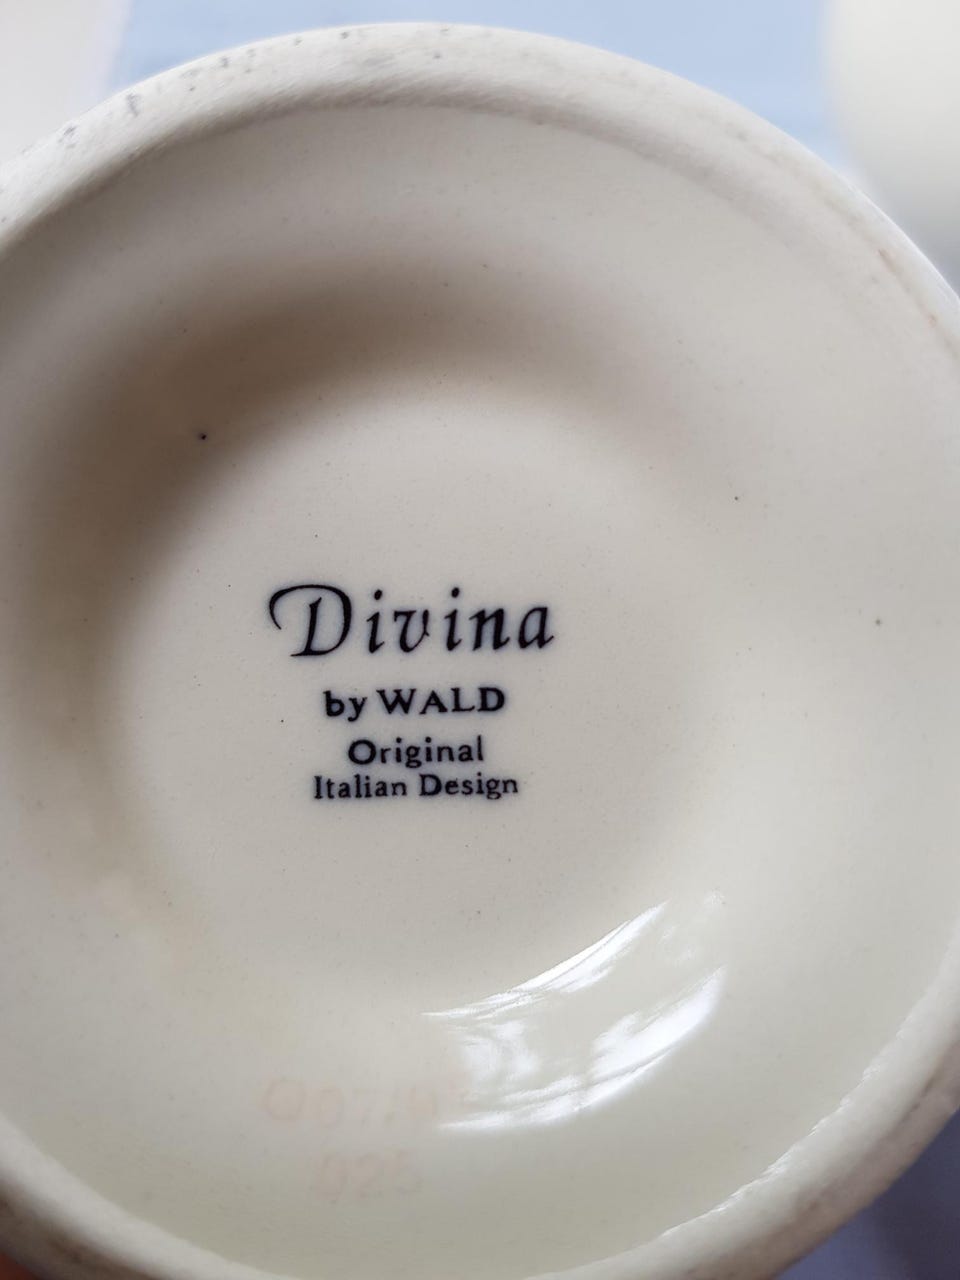 Divina
by WALD
Original
Italian Design